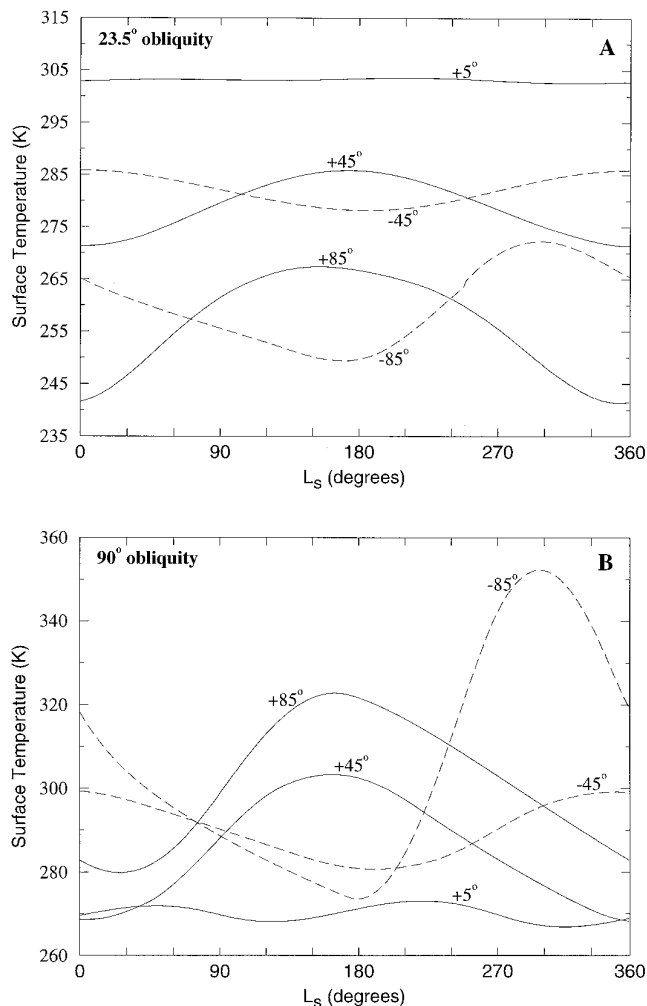 315
23.5° obliquity
A
305
+5°
295
+45°
285
-45°
275
+85°
265
-85°
255
245
235
Surface Temperature (K)
0 90 180 270 360
Ls (degrees)
360
90° obliquity
B
-85°
340
+85°
320
+45°
300
-45°
280
+5°
260
Surface Temperature (K)
0 90 180 270 360
Ls (degrees)